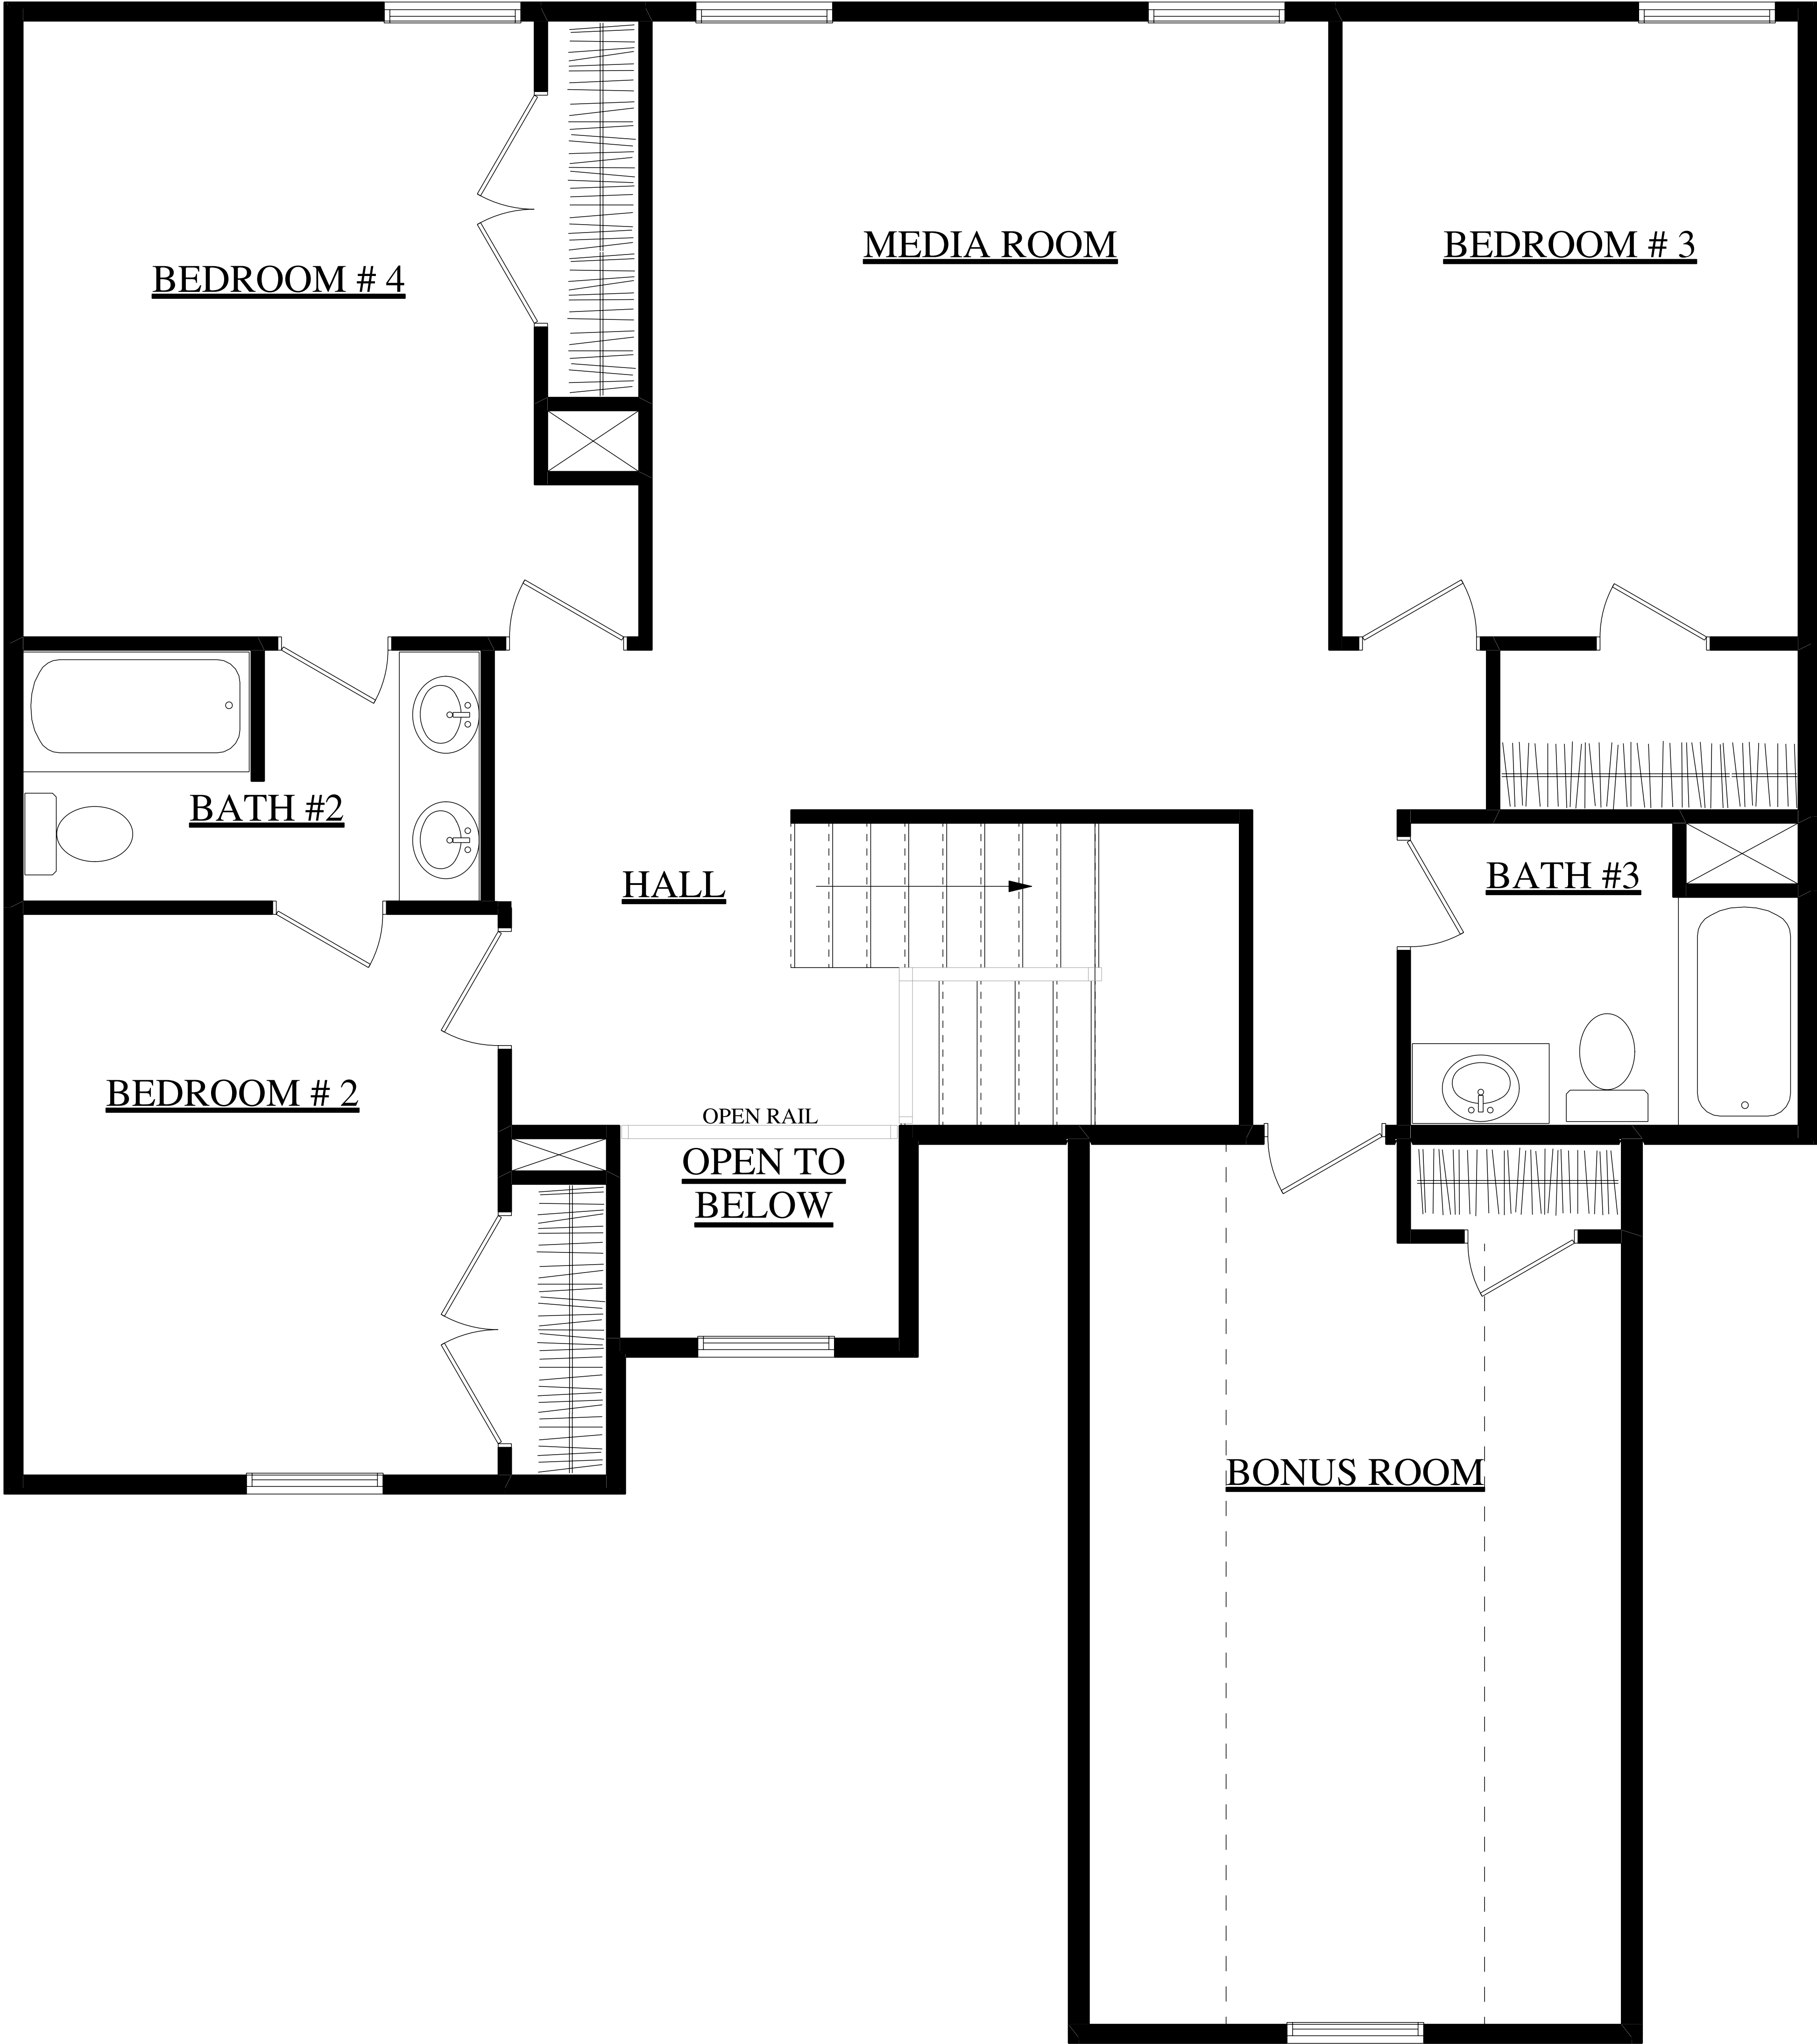 MEDIA ROOM
BEDROOM # 3
BEDROOM # 4
BATH #2
HALL
BATH #3
BEDROOM # 2
OPEN RAIL
OPEN TO
BELOW
BONUS ROOM